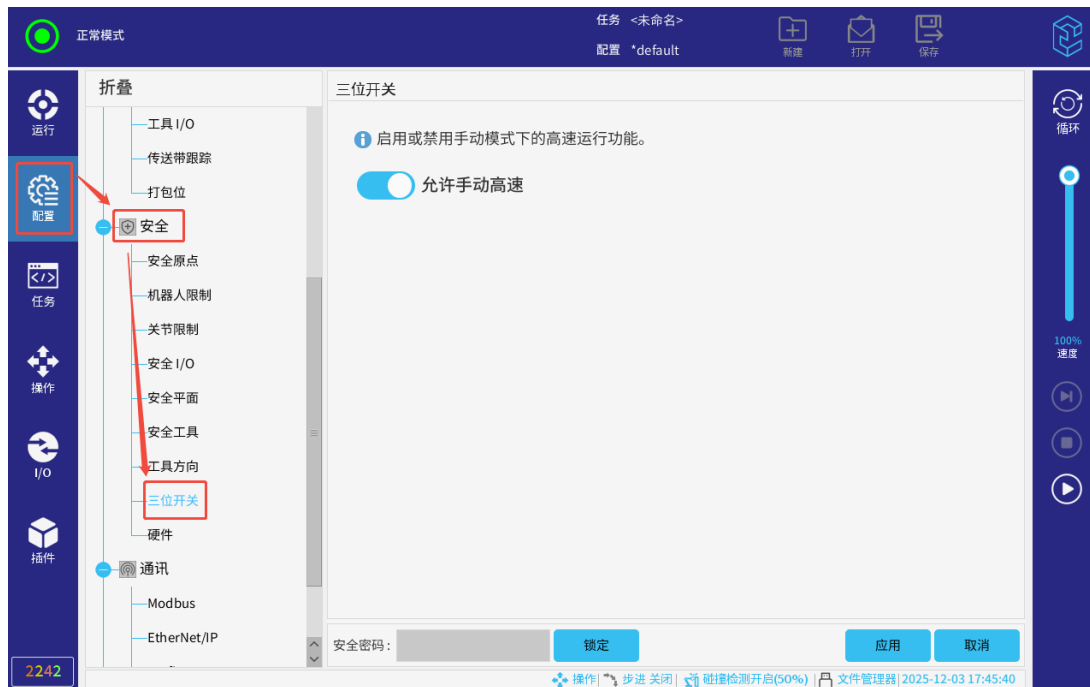 正常模式
任务 <未命名>
配置 *default
新建
打开
保存
运行
配置
任务
操作
I/O
插件
2242
折叠
工具 I/O
传送带跟踪
打包位
安全
安全原点
机器人限制
关节限制
安全 I/O
安全平面
安全工具
工具方向
三位开关
硬件
通讯
Modbus
EtherNet/IP
三位开关
启用或禁用手动模式下的高速运行功能。
允许手动高速
安全密码:
锁定
应用
取消
循环
100%
速度
操作| 步进 关闭| 碰撞检测开启(50%) | 文件管理器| 2025-12-03 17:45:40